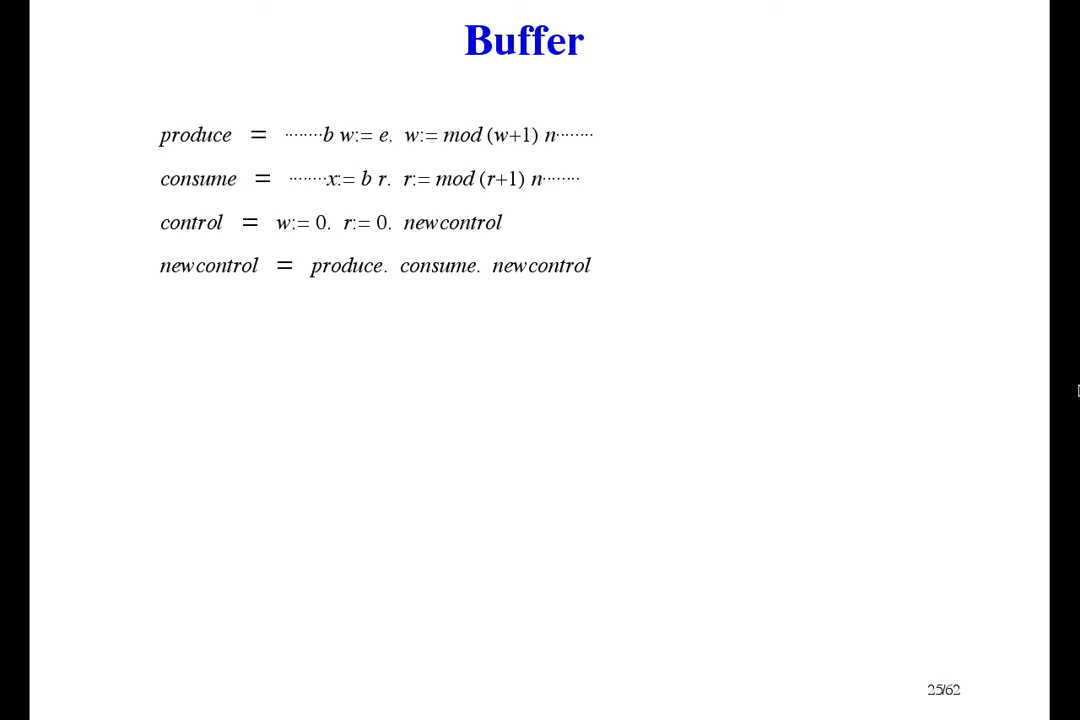 Buffer
produce = ········b w:= e. w:= mod (w+1) n········
consume = ········x:= b r. r:= mod (r+1) n········
control = w:= 0. r:= 0. newcontrol
newcontrol = produce. consume. newcontrol
25/62